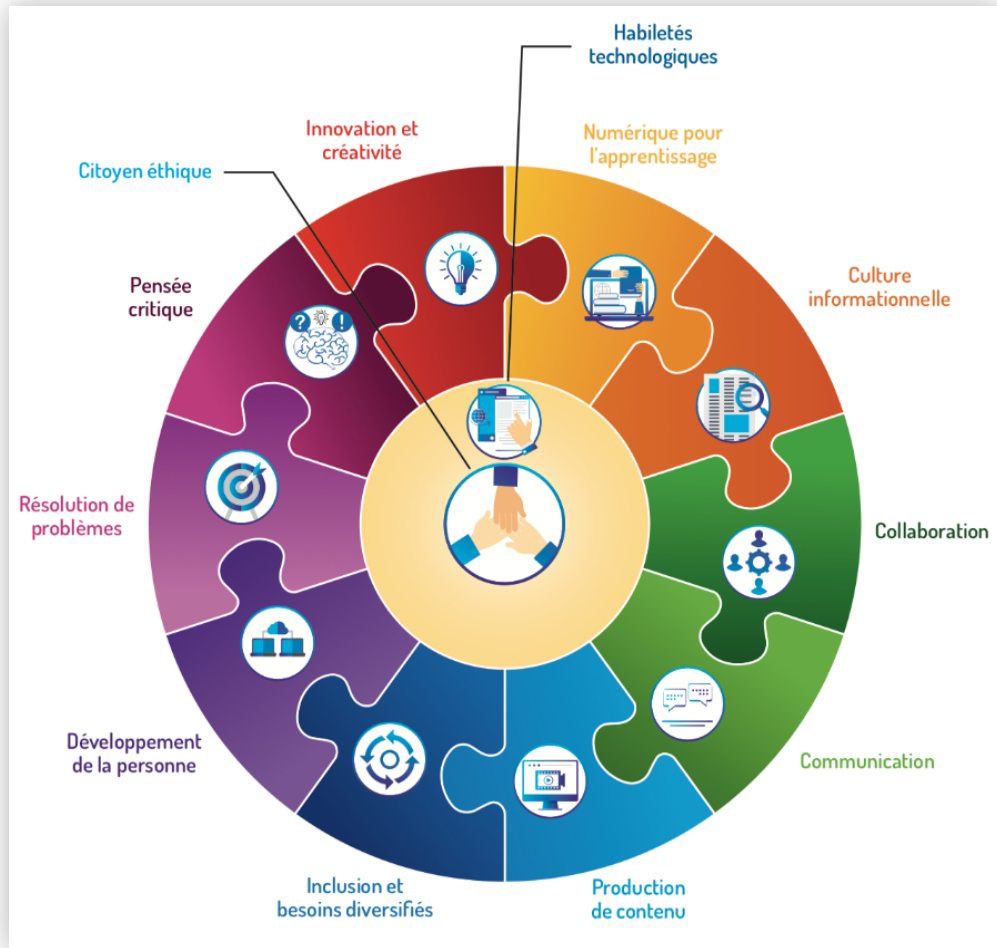 Habiletés
technologiques
Innovation et
créativité
Numérique pour
l'apprentissage
Citoyen éthique
Culture
informationnelle
Pensée
critique
? !
Résolution de
problèmes
Collaboration
Développement
de la personne
Communication
Inclusion et
besoins diversifiés
Production
de contenu